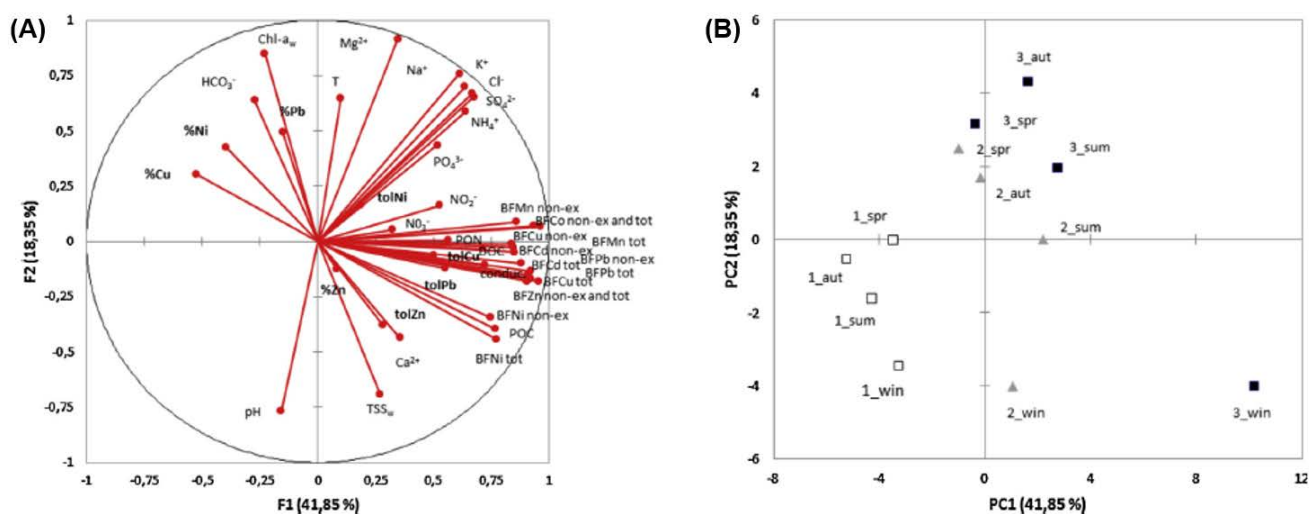 (A)
1
0,75
0,5
0,25
0
-0,25
-0,5
-0,75
-1
F2 (18,35 %)
Chl-a_w
Mg²⁺
HCO₃⁻
T
Na⁺
K⁺
Cl⁻
SO₄²⁻
NH₄⁺
%Pb
%Ni
%Cu
PO₄³⁻
tolNi
NO₂⁻
N0₃⁻
BFMn non-ex
BFCo non-ex and tot
BFCu non-ex
BFMn tot
PON
DOC
BFCd non-ex
BFPb non-ex
tolCu
BFCd tot
BFPb tot
conduc
%Zn
tolPb
BFCu tot
BFZn non-ex and tot
tolZn
BFNi non-ex
POC
Ca²⁺
BFNi tot
pH
TSS_w
-1
-0,75
-0,5
-0,25
0
0,25
0,5
0,75
1
F1 (41,85 %)
(B)
6
4
2
0
-2
-4
-6
PC2 (18,35 %)
3_aut
3_spr
2_spr
3_sum
2_aut
1_spr
2_sum
1_aut
1_sum
1_win
2_win
3_win
-8
-4
0
4
8
12
PC1 (41,85 %)